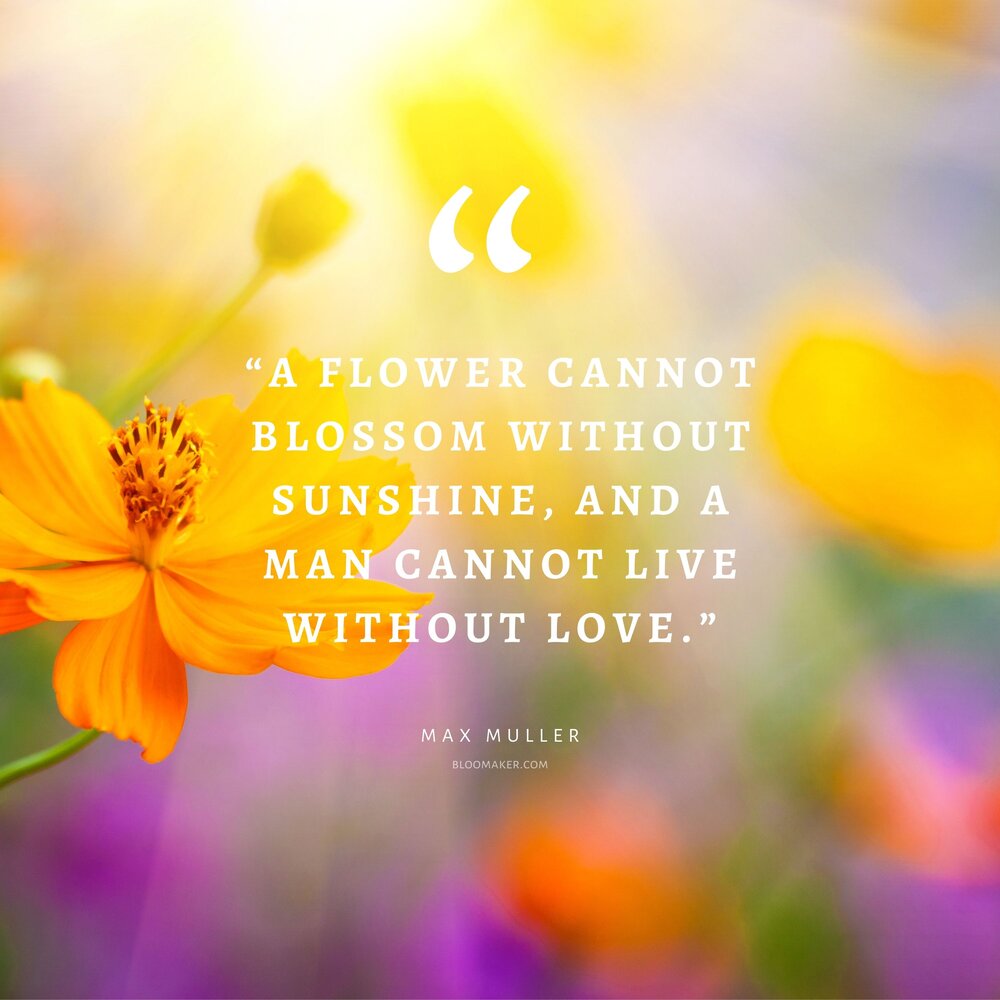 “
“A FLOWER CANNOT
BLOSSOM WITHOUT
SUNSHINE, AND A
MAN CANNOT LIVE
WITHOUT LOVE.”
MAX MULLER
BLOOMAKER.COM